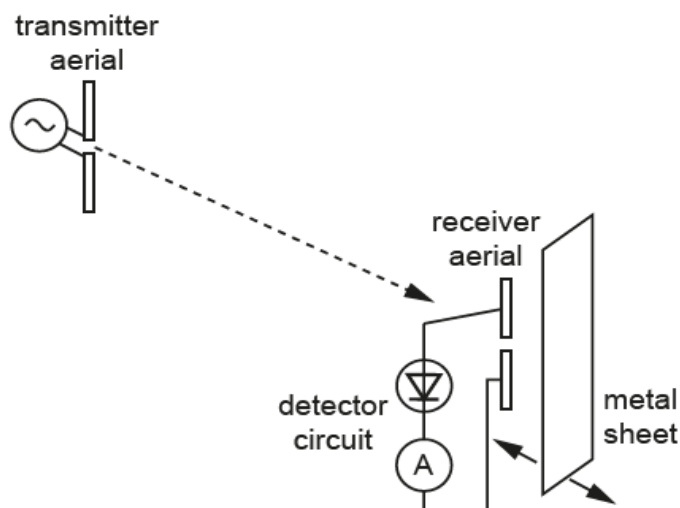 transmitter
aerial
receiver
aerial
detector
circuit
A
metal
sheet